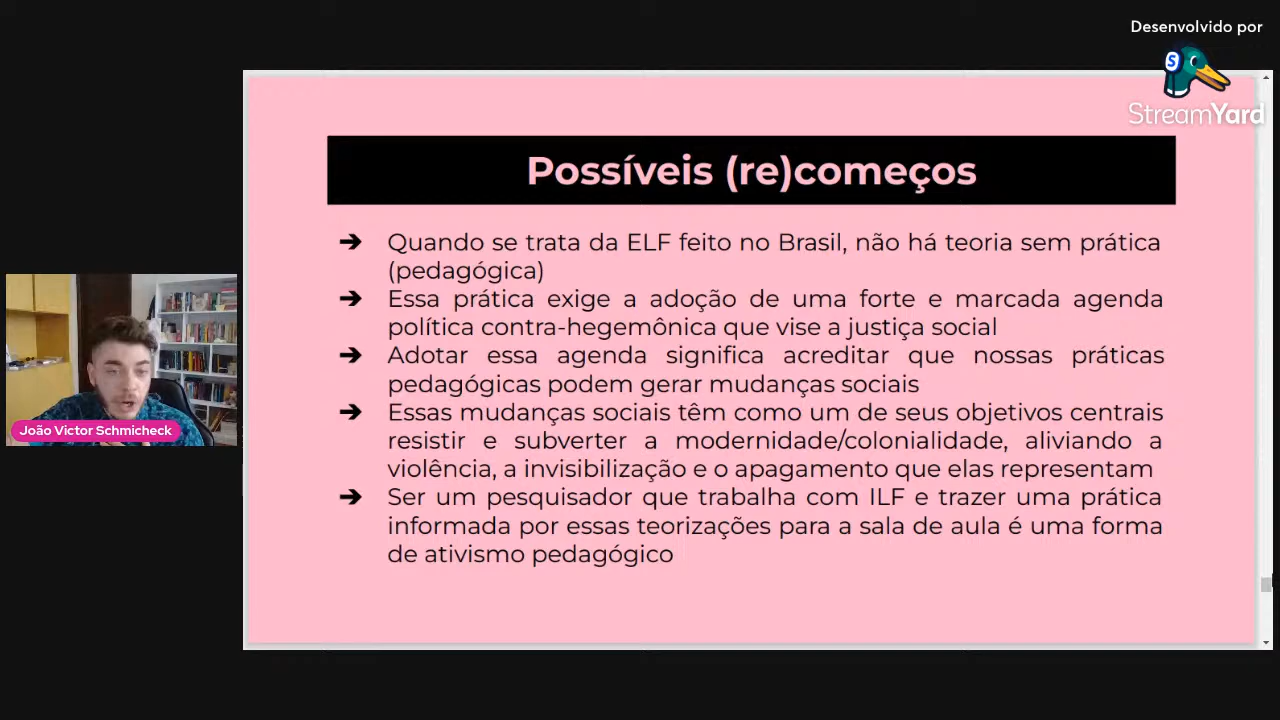 Desenvolvido por
StreamYard
Possíveis (re)começos
➔ Quando se trata da ELF feito no Brasil, não há teoria sem prática
(pedagógica)
➔ Essa prática exige a adoção de uma forte e marcada agenda
política contra-hegemônica que vise a justiça social
➔ Adotar essa agenda significa acreditar que nossas práticas
pedagógicas podem gerar mudanças sociais
➔ Essas mudanças sociais têm como um de seus objetivos centrais
resistir e subverter a modernidade/colonialidade, aliviando a
violência, a invisibilização e o apagamento que elas representam
➔ Ser um pesquisador que trabalha com ILF e trazer uma prática
informada por essas teorizações para a sala de aula é uma forma
de ativismo pedagógico
João Victor Schmicheck